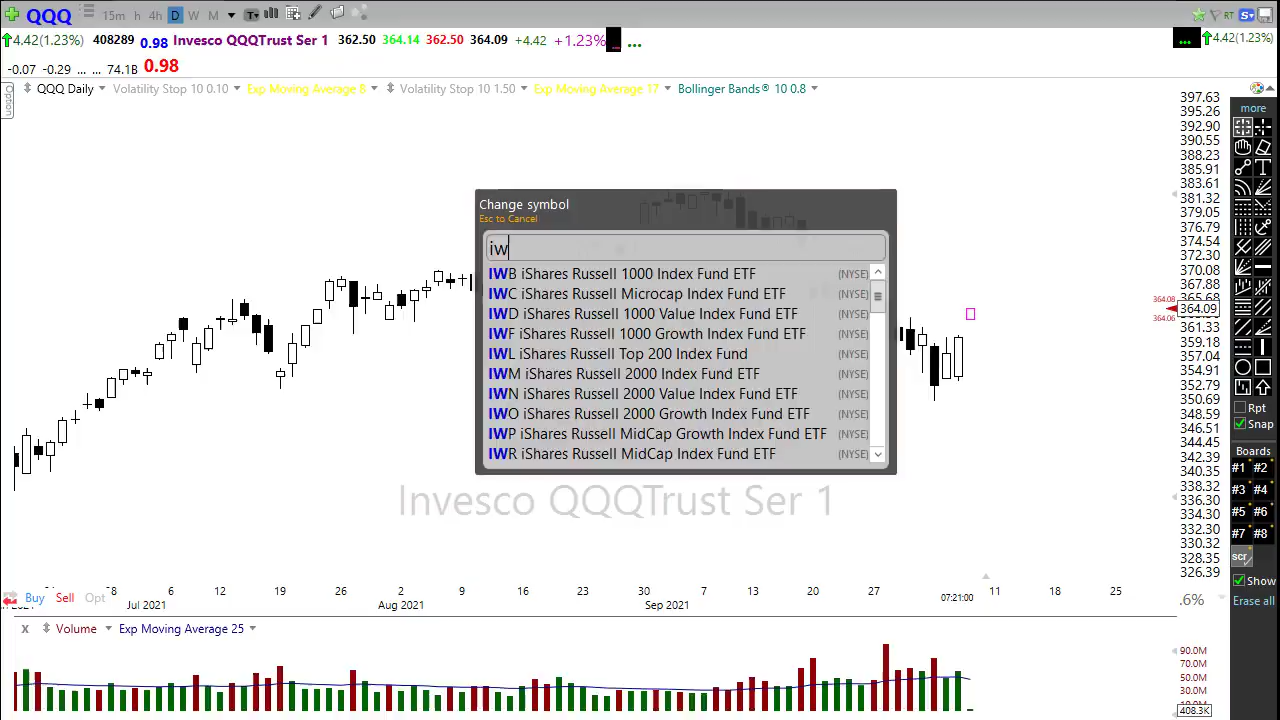 QQQ 15m h 4h D W M
4.42(1.23%) 408289 0.98 Invesco QQQTrust Ser 1 362.50 364.14 362.50 364.09 +4.42 +1.23% ... ... 4.42(1.23%)
-0.07 -0.29 ... ... 74.1B 0.98
Option
QQQ Daily Volatility Stop 10 0.10 Exp Moving Average 8 Volatility Stop 10 1.50 Exp Moving Average 17 Bollinger Bands® 10 0.8
RT
more
397.63
395.26
392.90
390.55
388.23
385.91
383.61
381.32
379.05
376.79
374.54
372.30
370.08
367.88
365.68
364.08
364.09
364.06
361.33
359.18
357.04
354.91
352.79
350.69
348.59
346.51
344.45
342.39
340.35
338.32
336.30
334.30
332.30
330.32
328.35
326.39
Change symbol
Esc to Cancel
iw
IWB iShares Russell 1000 Index Fund ETF (NYSE)
IWC iShares Russell Microcap Index Fund ETF (NYSE)
IWD iShares Russell 1000 Value Index Fund ETF (NYSE)
IWF iShares Russell 1000 Growth Index Fund ETF (NYSE)
IWL iShares Russell Top 200 Index Fund (NYSE)
IWM iShares Russell 2000 Index Fund ETF (NYSE)
IWN iShares Russell 2000 Value Index Fund ETF (NYSE)
IWO iShares Russell 2000 Growth Index Fund ETF (NYSE)
IWP iShares Russell MidCap Growth Index Fund ETF (NYSE)
IWR iShares Russell MidCap Index Fund ETF (NYSE)
Invesco QQQTrust Ser 1
Rpt
Snap
Boards
#1 #2
#3 #4
#5 #6
#7 #8
scr
Show
Erase all
6 12 19 26 2 9 16 23 30 7 13 20 27 11 18 25
Jul 2021 Aug 2021 Sep 2021 07:21:00
Buy Sell Opt
.6%
x Volume Exp Moving Average 25
90.0M
70.0M
50.0M
30.0M
408.3K